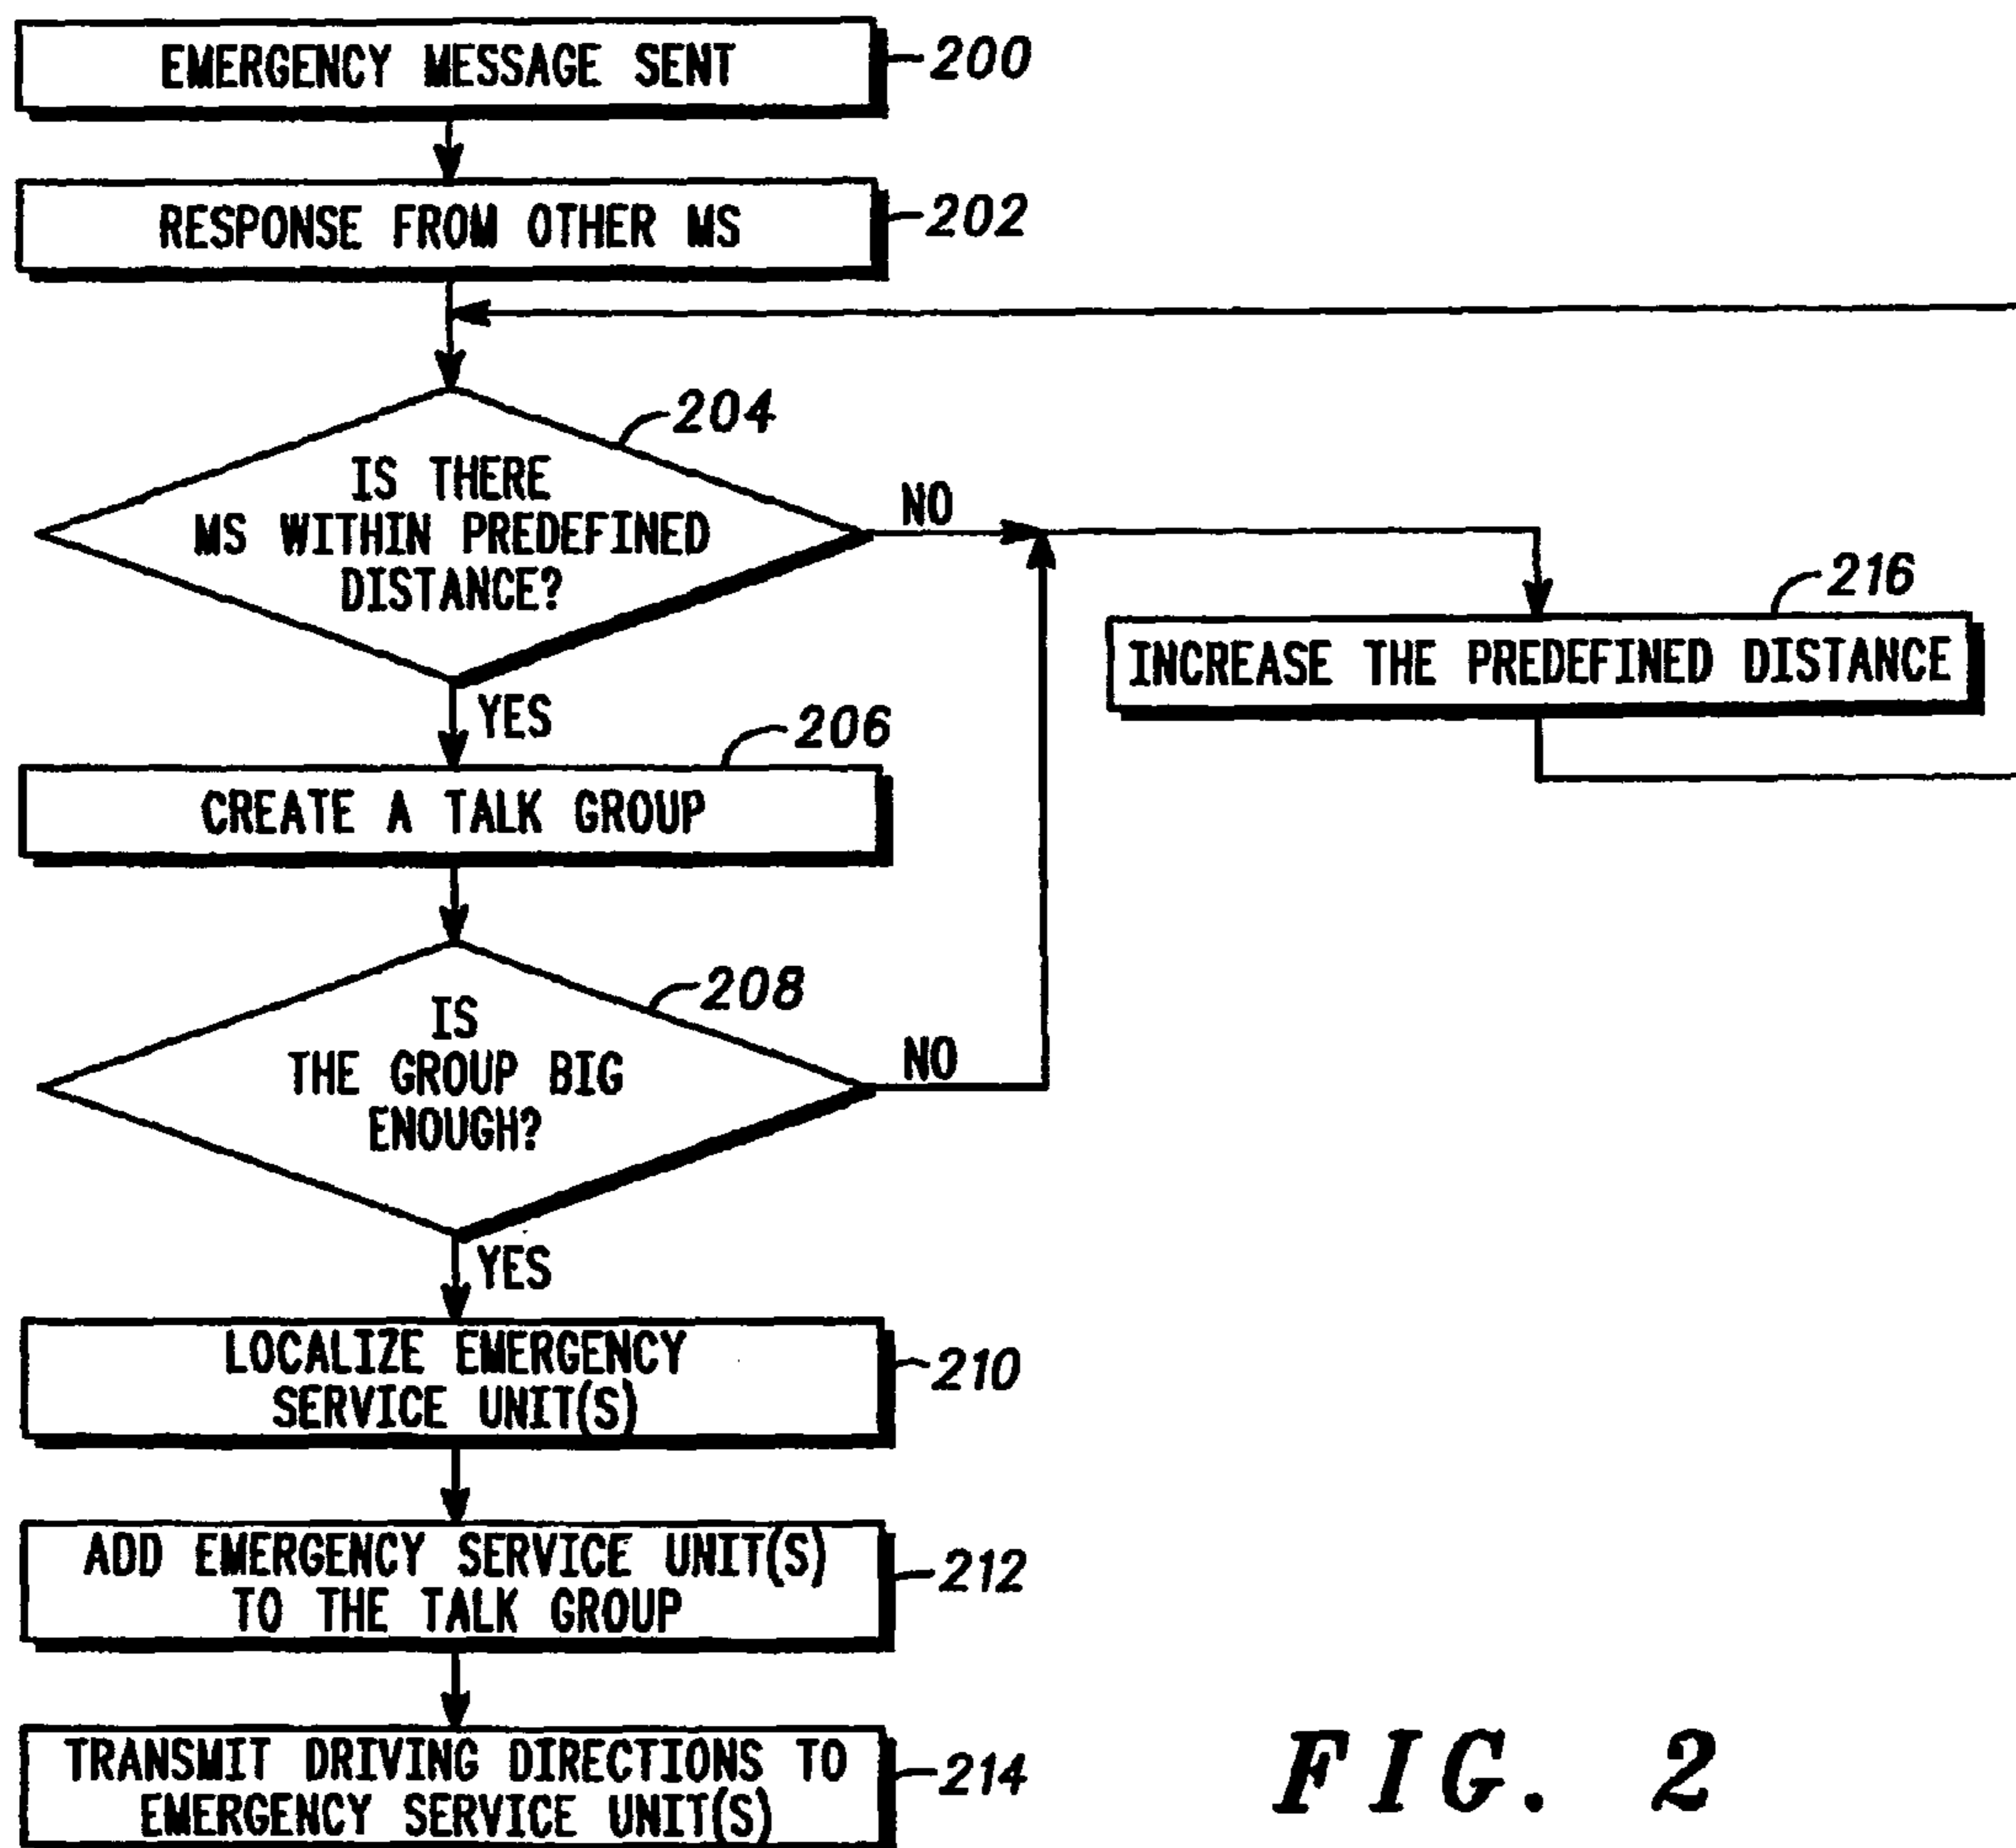 EMERGENCY MESSAGE SENT
200
RESPONSE FROM OTHER MS
202
204
IS THERE
MS WITHIN PREDEFINED
DISTANCE?
NO
216
INCREASE THE PREDEFINED DISTANCE
YES
206
CREATE A TALK GROUP
208
IS
THE GROUP BIG
ENOUGH?
NO
YES
LOCALIZE EMERGENCY
SERVICE UNIT(S)
210
ADD EMERGENCY SERVICE UNIT(S)
TO THE TALK GROUP
212
TRANSMIT DRIVING DIRECTIONS TO
EMERGENCY SERVICE UNIT(S)
214
FIG. 2